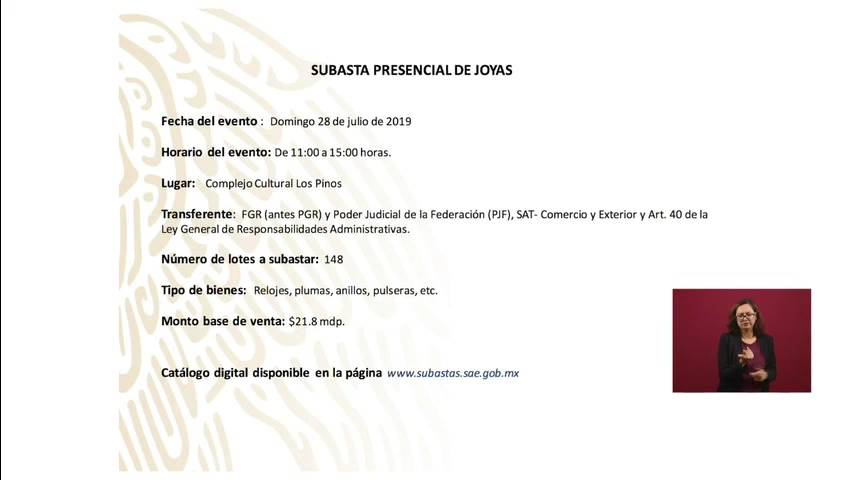 SUBASTA PRESENCIAL DE JOYAS
Fecha del evento : Domingo 28 de julio de 2019
Horario del evento: De 11:00 a 15:00 horas.
Lugar: Complejo Cultural Los Pinos
Transferente: FGR (antes PGR) y Poder Judicial de la Federación (PJF), SAT- Comercio y Exterior y Art. 40 de la
Ley General de Responsabilidades Administrativas.
Número de lotes a subastar: 148
Tipo de bienes: Relojes, plumas, anillos, pulseras, etc.
Monto base de venta: $21.8 mdp.
Catálogo digital disponible en la página www.subastas.sae.gob.mx